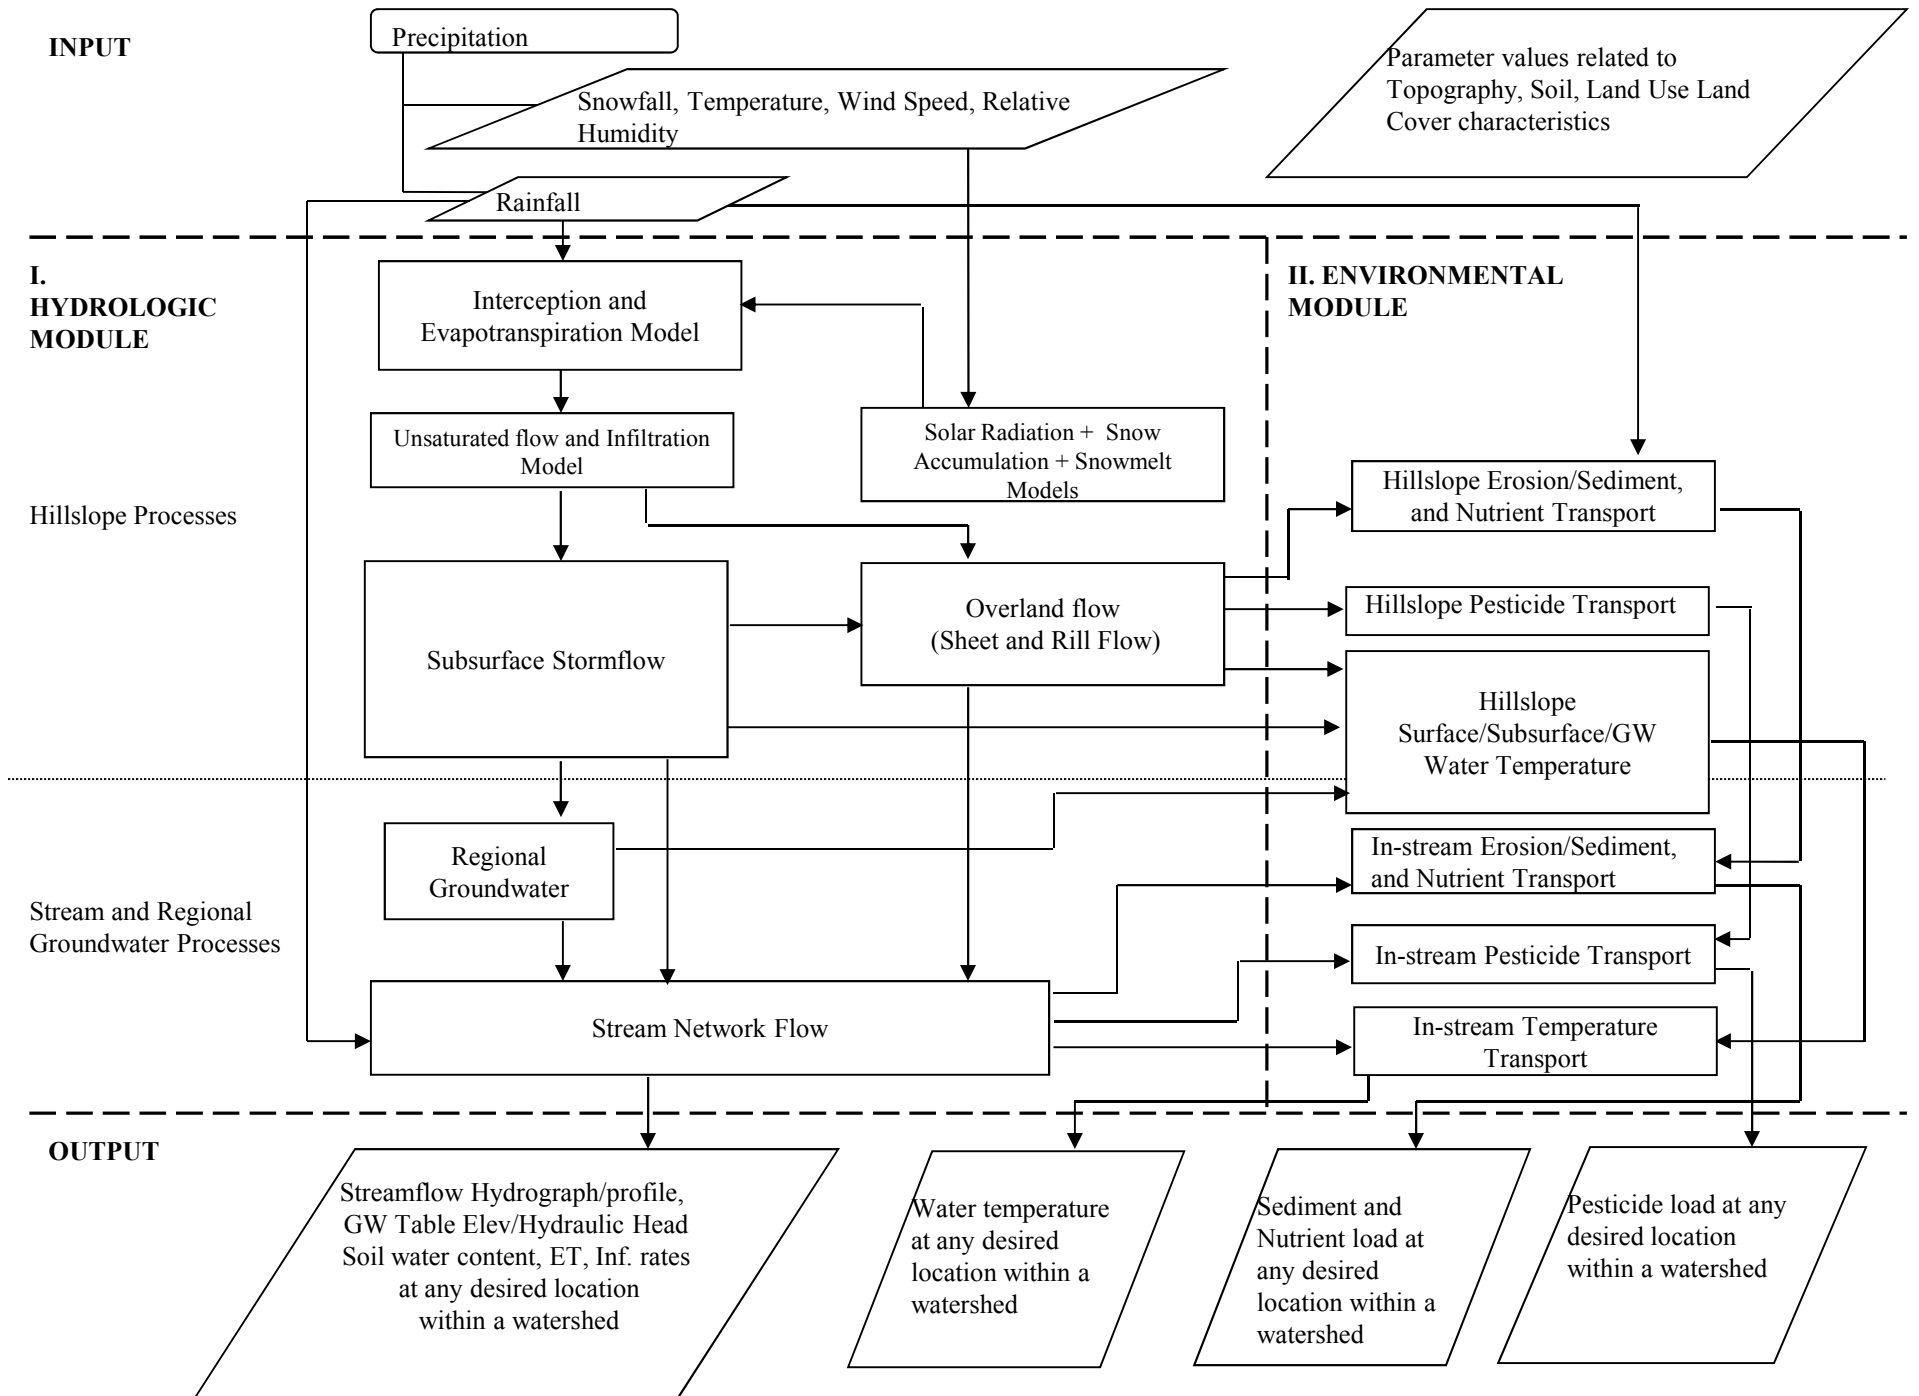 INPUT
Precipitation
Snowfall, Temperature, Wind Speed, Relative
Humidity
Parameter values related to
Topography, Soil, Land Use Land
Cover characteristics
Rainfall
I.
HYDROLOGIC
MODULE
Interception and
Evapotranspiration Model
II. ENVIRONMENTAL
MODULE
Unsaturated flow and Infiltration
Model
Solar Radiation + Snow
Accumulation + Snowmelt
Models
Hillslope Processes
Hillslope Erosion/Sediment,
and Nutrient Transport
Subsurface Stormflow
Overland flow
(Sheet and Rill Flow)
Hillslope Pesticide Transport
Hillslope
Surface/Subsurface/GW
Water Temperature
Regional
Groundwater
In-stream Erosion/Sediment,
and Nutrient Transport
Stream and Regional
Groundwater Processes
In-stream Pesticide Transport
Stream Network Flow
In-stream Temperature
Transport
OUTPUT
Streamflow Hydrograph/profile,
GW Table Elev/Hydraulic Head
Soil water content, ET, Inf. rates
at any desired location
within a watershed
Water temperature
at any desired
location within a
watershed
Sediment and
Nutrient load at
any desired
location within a
watershed
Pesticide load at any
desired location
within a watershed